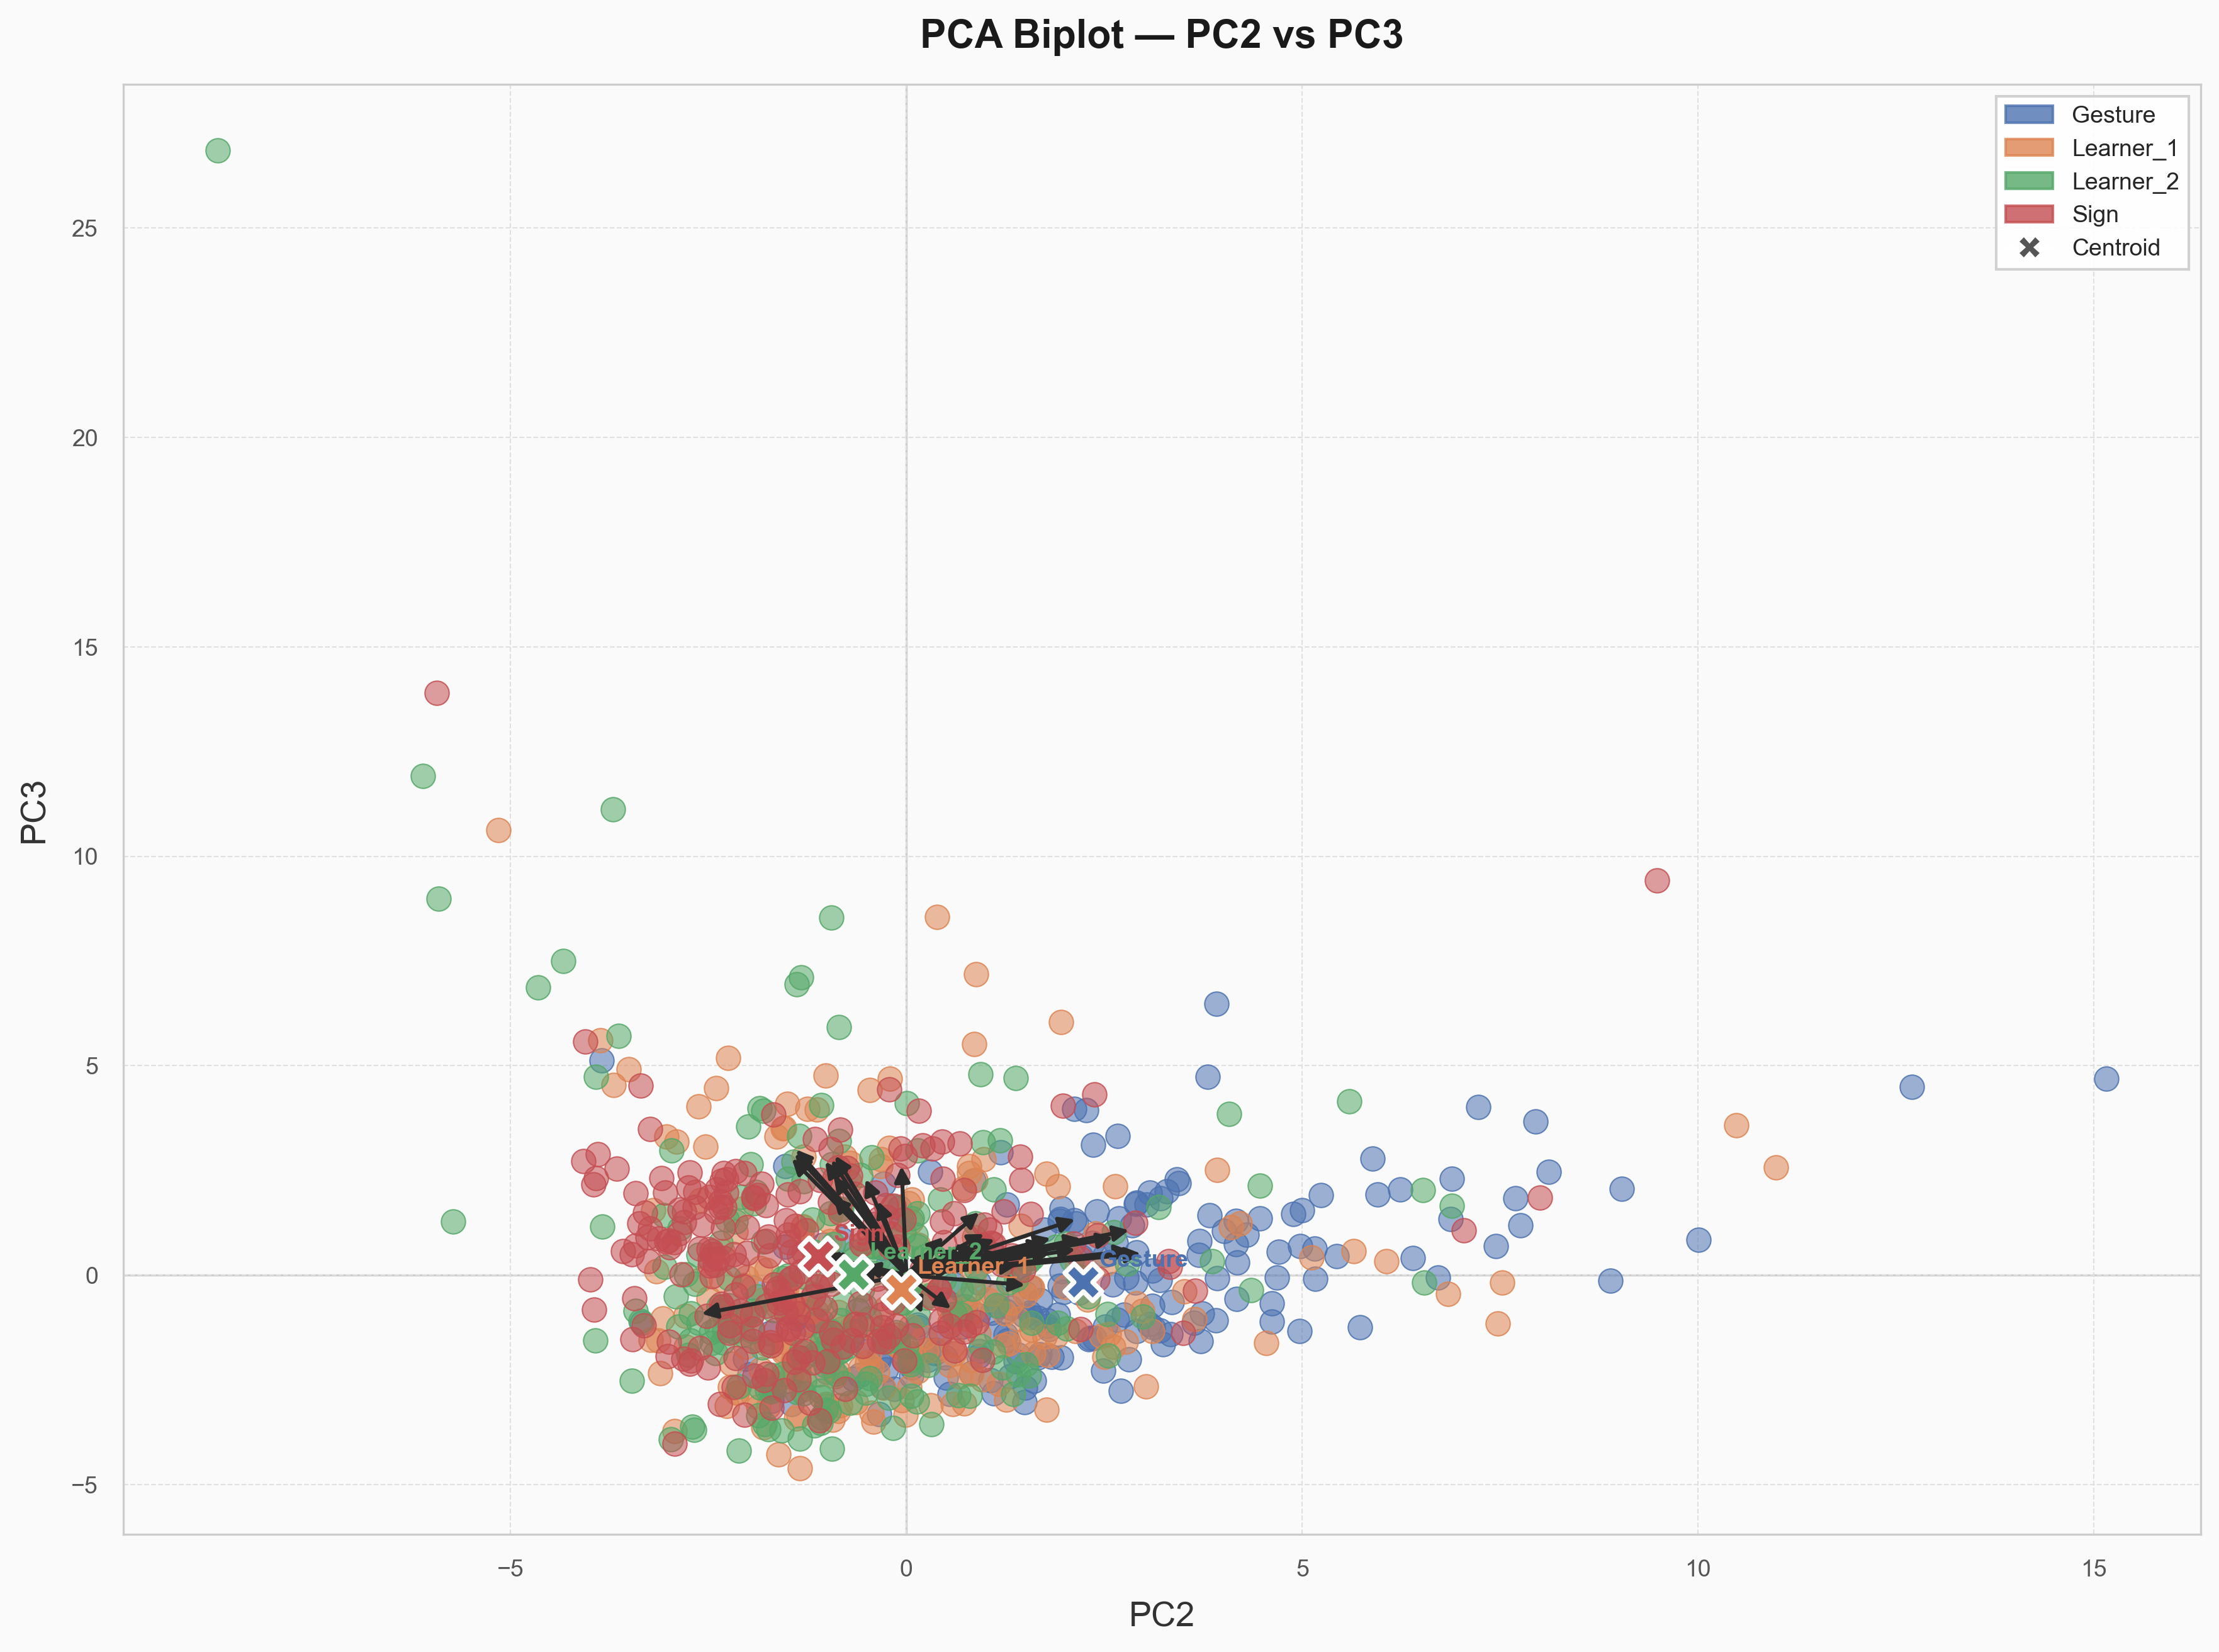 PCA Biplot — PC2 vs PC3
Gesture
Learner_1
Learner_2
Sign
Centroid
25
20
15
10
5
0
−5
PC3
Sign
Learner_2
Learner_1
Gesture
−5
0
5
10
15
PC2